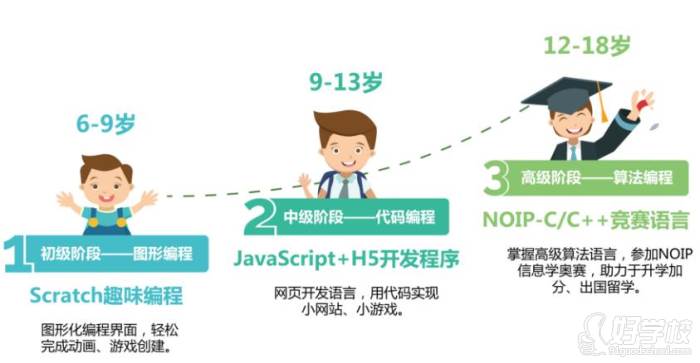 6-9岁
1
初级阶段——图形编程
Scratch趣味编程
图形化编程界面，轻松
完成动画、游戏创建。
9-13岁
2
中级阶段——代码编程
JavaScript+H5开发程序
网页开发语言，用代码实现
小网站、小游戏。
12-18岁
3
高级阶段——算法编程
NOIP-C/C++竞赛语言
掌握高级算法语言，参加NOIP
信息学奥赛，助力于升学加
分、出国留学。
好学校
91goodschool.com